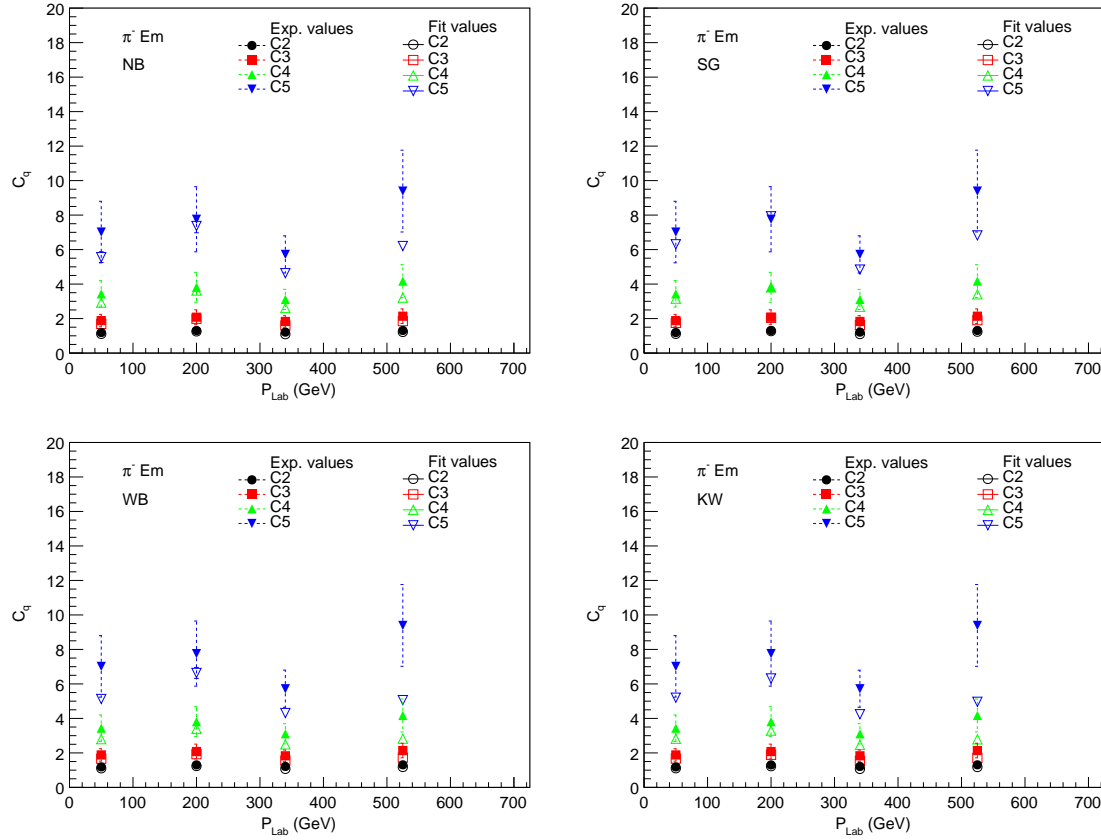 π⁻ Em
NB
Exp. values
C2
C3
C4
C5
Fit values
C2
C3
C4
C5
C_q
20
18
16
14
12
10
8
6
4
2
0
0 100 200 300 400 500 600 700
P_Lab (GeV)
π⁻ Em
SG
Exp. values
C2
C3
C4
C5
Fit values
C2
C3
C4
C5
C_q
20
18
16
14
12
10
8
6
4
2
0
0 100 200 300 400 500 600 700
P_Lab (GeV)
π⁻ Em
WB
Exp. values
C2
C3
C4
C5
Fit values
C2
C3
C4
C5
C_q
20
18
16
14
12
10
8
6
4
2
0
0 100 200 300 400 500 600 700
P_Lab (GeV)
π⁻ Em
KW
Exp. values
C2
C3
C4
C5
Fit values
C2
C3
C4
C5
C_q
20
18
16
14
12
10
8
6
4
2
0
0 100 200 300 400 500 600 700
P_Lab (GeV)